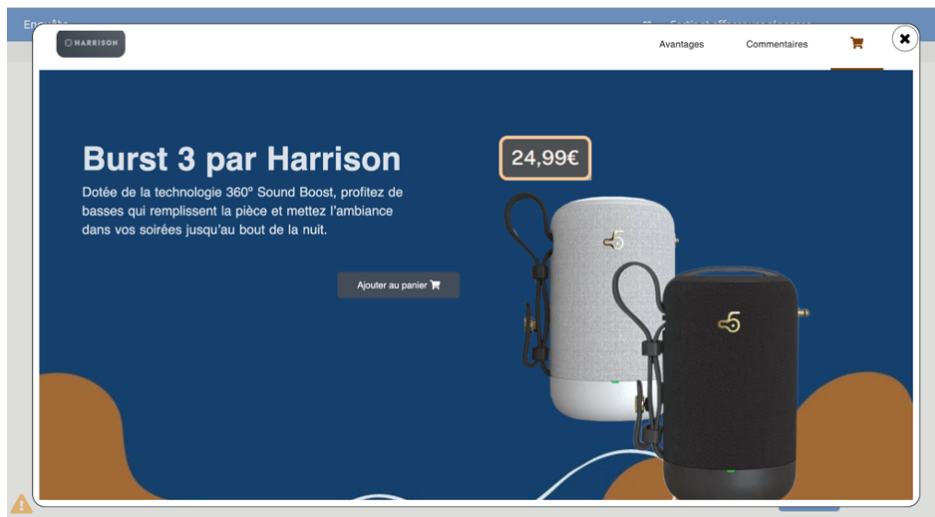 HARRISON
Avantages
Commentaires
Burst 3 par Harrison
24,99€
Dotée de la technologie 360° Sound Boost, profitez de
basses qui remplissent la pièce et mettez l'ambiance
dans vos soirées jusqu'au bout de la nuit.
Ajouter au panier